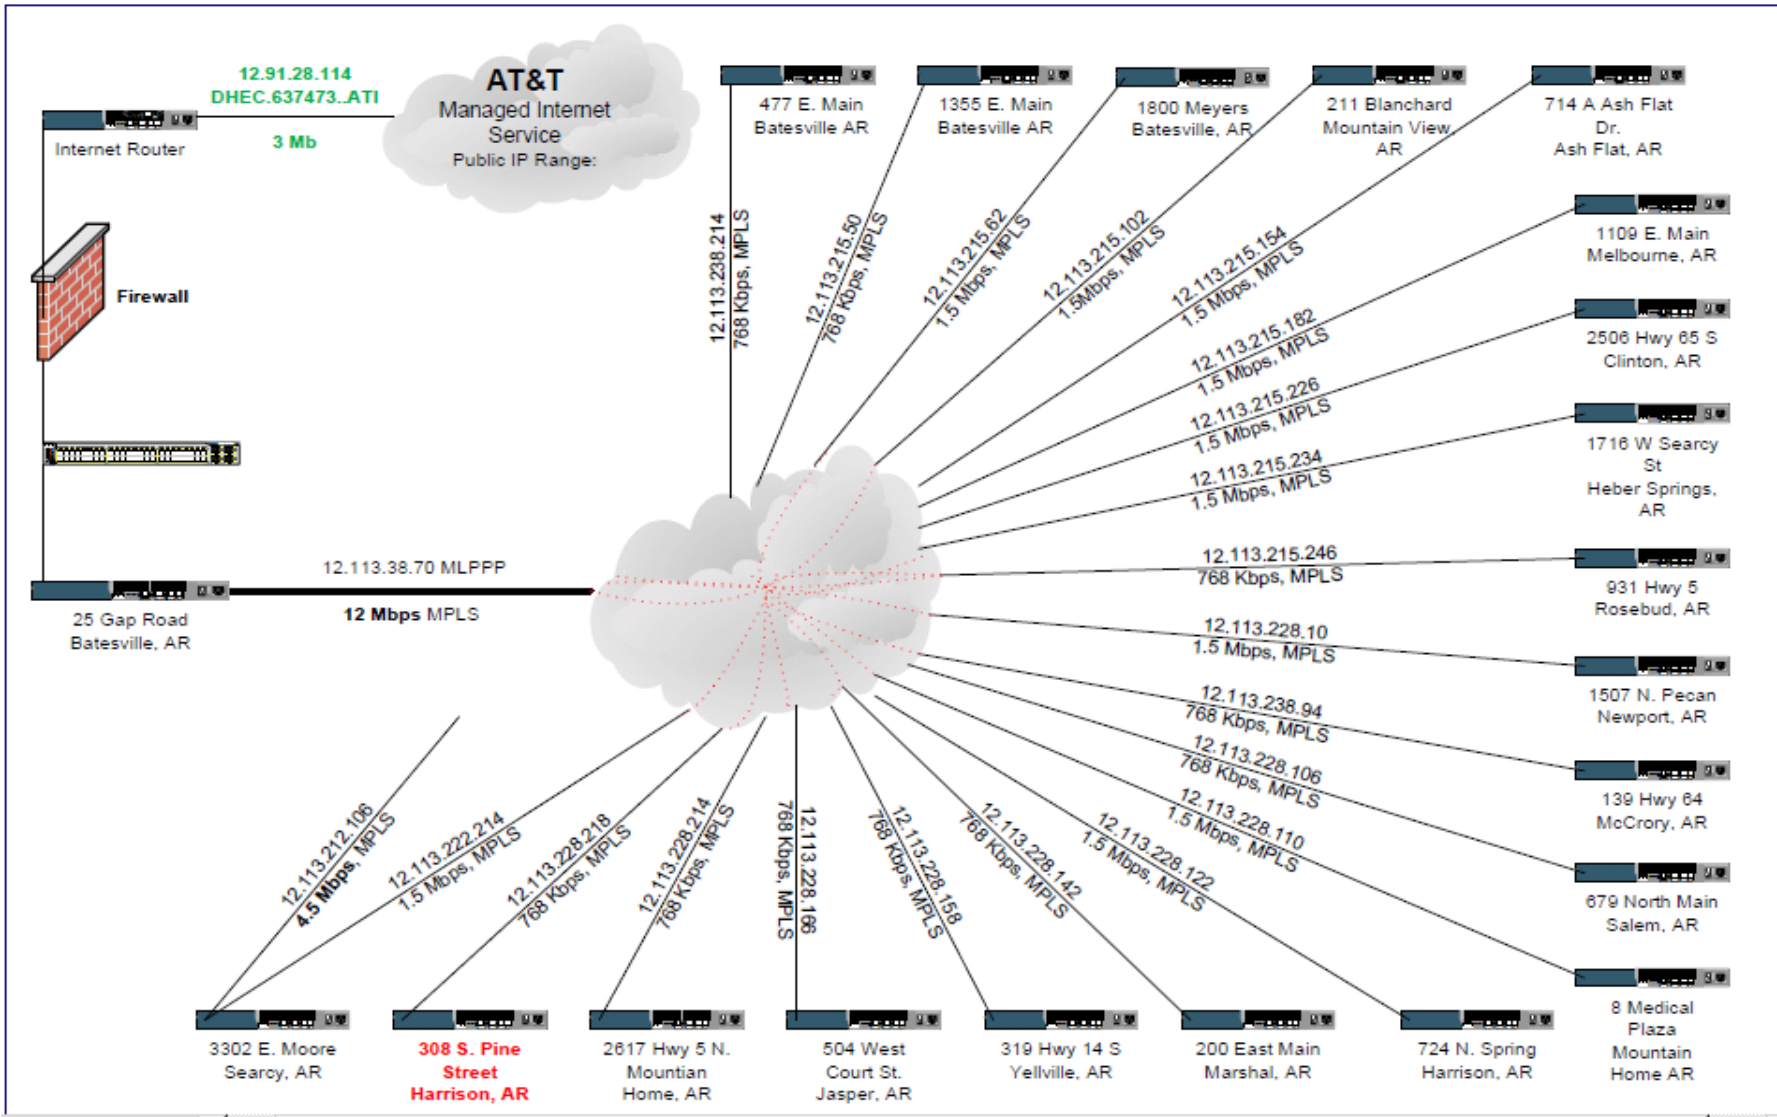 12.91.28.114
DHEC.637473..ATI
3 Mb
Internet Router
AT&T
Managed Internet
Service
Public IP Range:
Firewall
12.113.38.70 MLPPP
12 Mbps MPLS
25 Gap Road
Batesville, AR
477 E. Main
Batesville AR
1355 E. Main
Batesville AR
1800 Meyers
Batesville, AR
211 Blanchard
Mountain View,
AR
714 A Ash Flat
Dr.
Ash Flat, AR
12.113.238.214
768 Kbps, MPLS
12.113.215.50
768 Kbps, MPLS
12.113.215.62
1.5 Mbps, MPLS
12.113.215.102
1.5Mbps, MPLS
12.113.215.154
1.5 Mbps, MPLS
12.113.215.182
1.5 Mbps, MPLS
1109 E. Main
Melbourne, AR
12.113.215.226
1.5 Mbps, MPLS
2506 Hwy 65 S
Clinton, AR
12.113.215.234
1.5 Mbps, MPLS
1716 W Searcy
St
Heber Springs,
AR
12.113.215.246
768 Kbps, MPLS
931 Hwy 5
Rosebud, AR
12.113.228.10
1.5 Mbps, MPLS
1507 N. Pecan
Newport, AR
12.113.238.94
768 Kbps, MPLS
139 Hwy 64
McCrory, AR
12.113.228.106
768 Kbps, MPLS
679 North Main
Salem, AR
12.113.228.110
1.5 Mbps, MPLS
8 Medical
Plaza
Mountain
Home AR
12.113.212.106
4.5 Mbps, MPLS
12.113.222.214
1.5 Mbps, MPLS
12.113.228.218
768 Kbps, MPLS
12.113.228.214
768 Kbps, MPLS
12.113.228.166
768 Kbps, MPLS
12.113.228.158
768 Kbps, MPLS
12.113.228.142
768 Kbps, MPLS
12.113.228.122
1.5 Mbps, MPLS
3302 E. Moore
Searcy, AR
308 S. Pine
Street
Harrison, AR
2617 Hwy 5 N.
Mountian
Home, AR
504 West
Court St.
Jasper, AR
319 Hwy 14 S
Yellville, AR
200 East Main
Marshal, AR
724 N. Spring
Harrison, AR